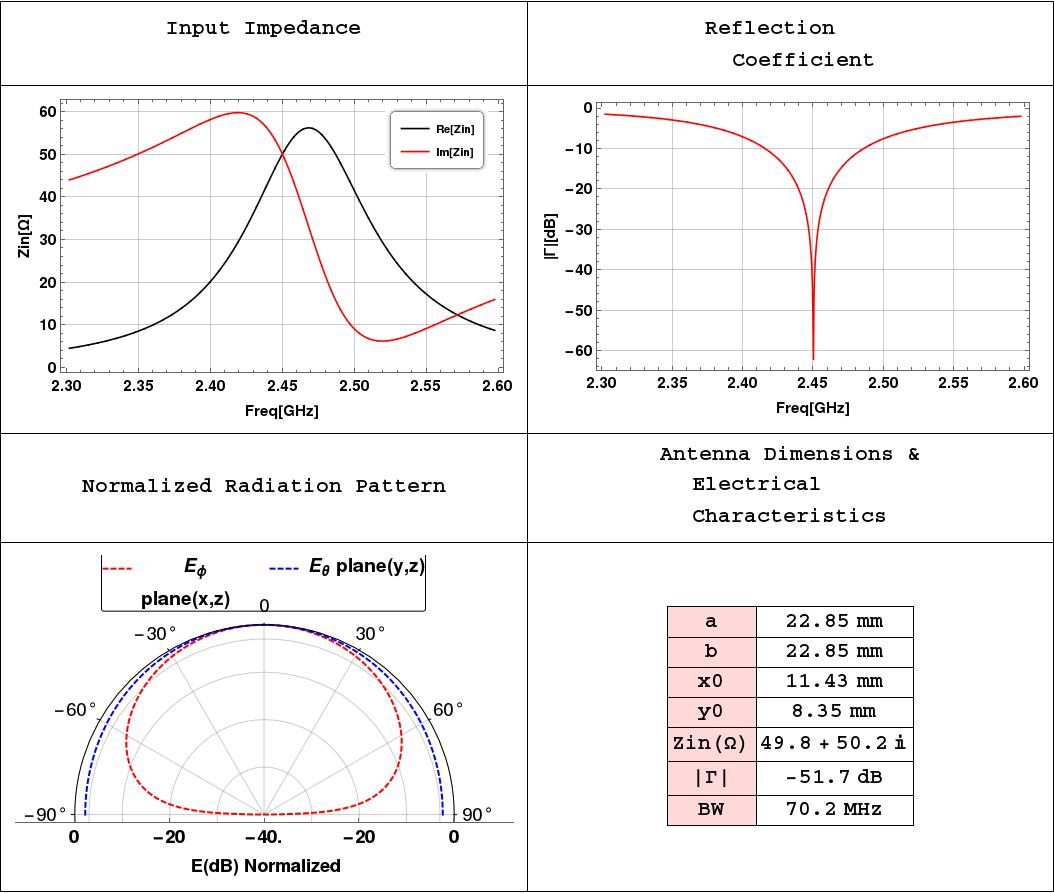 Input Impedance
Reflection
Coefficient
60
50
40
30
20
10
0
Zin[Ω]
Re[Zin]
Im[Zin]
2.30 2.35 2.40 2.45 2.50 2.55 2.60
Freq[GHz]
0
−10
−20
−30
−40
−50
−60
|Γ|[dB]
2.30 2.35 2.40 2.45 2.50 2.55 2.60
Freq[GHz]
Normalized Radiation Pattern
Antenna Dimensions &
Electrical
Characteristics
Eϕ Eθ plane(y,z)
plane(x,z)
0
−30° 30°
−60° 60°
−90° 90°
0 −20 −40. −20 0
E(dB) Normalized
a 22.85 mm
b 22.85 mm
x0 11.43 mm
y0 8.35 mm
Zin(Ω) 49.8 + 50.2 i
|Γ| −51.7 dB
BW 70.2 MHz